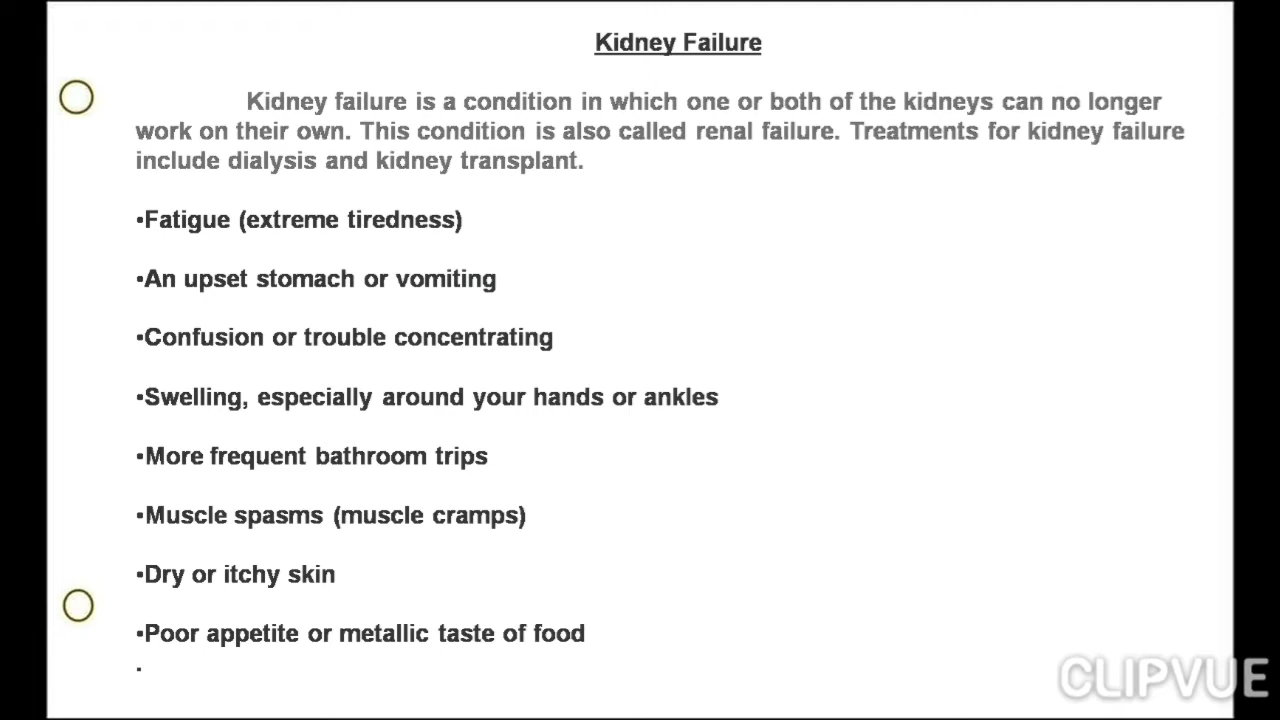 Kidney Failure
Kidney failure is a condition in which one or both of the kidneys can no longer
work on their own. This condition is also called renal failure. Treatments for kidney failure
include dialysis and kidney transplant.
•Fatigue (extreme tiredness)
•An upset stomach or vomiting
•Confusion or trouble concentrating
•Swelling, especially around your hands or ankles
•More frequent bathroom trips
•Muscle spasms (muscle cramps)
•Dry or itchy skin
•Poor appetite or metallic taste of food
•
CLIPVUE